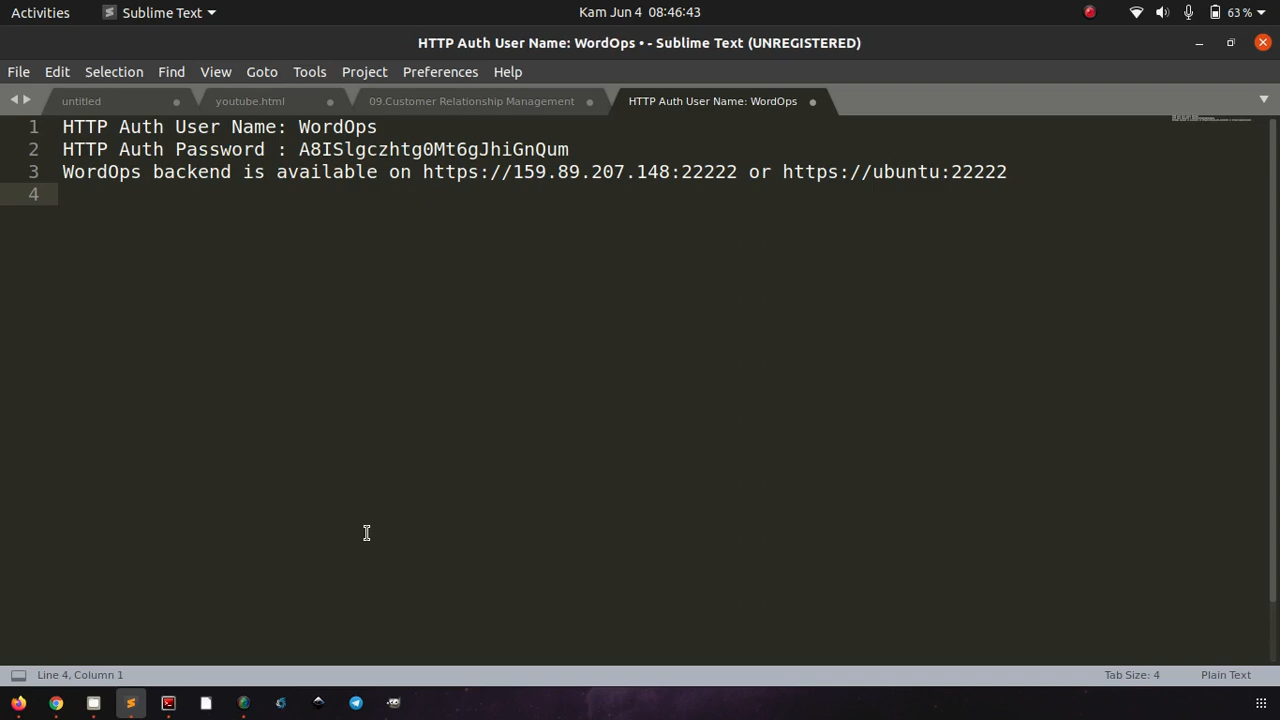 Activities
Sublime Text
Kam Jun 4 08:46:43
63 %
HTTP Auth User Name: WordOps • - Sublime Text (UNREGISTERED)
File Edit Selection Find View Goto Tools Project Preferences Help
untitled
youtube.html
09.Customer Relationship Management
HTTP Auth User Name: WordOps
1 HTTP Auth User Name: WordOps
2 HTTP Auth Password : A8ISlgczhtg0Mt6gJhiGnQum
3 WordOps backend is available on https://159.89.207.148:22222 or https://ubuntu:22222
4
Line 4, Column 1
Tab Size: 4
Plain Text